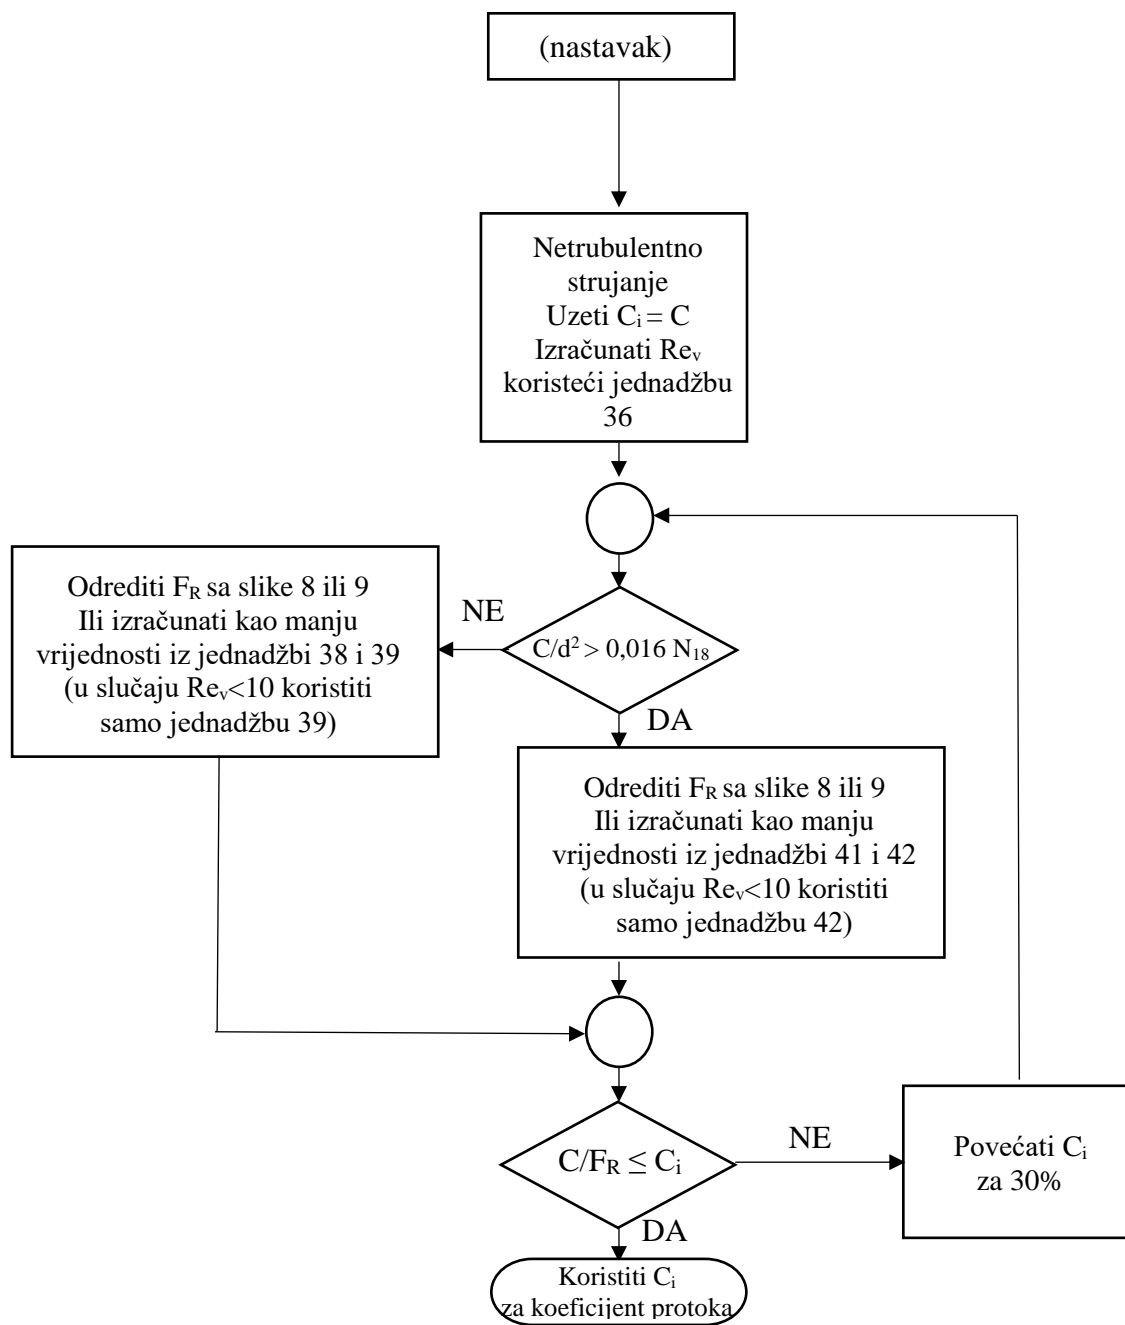 (nastavak)
Netrubulentno
strujanje
Uzeti Cᵢ = C
Izračunati Reᵥ
koristeći jednadžbu
36
Odrediti F_R sa slike 8 ili 9
Ili izračunati kao manju
vrijednosti iz jednadžbi 38 i 39
(u slučaju Reᵥ<10 koristiti
samo jednadžbu 39)
NE
C/d² > 0,016 N₁₈
DA
Odrediti F_R sa slike 8 ili 9
Ili izračunati kao manju
vrijednosti iz jednadžbi 41 i 42
(u slučaju Reᵥ<10 koristiti
samo jednadžbu 42)
C/F_R ≤ Cᵢ
NE
Povećati Cᵢ
za 30%
DA
Koristiti Cᵢ
za koeficijent protoka